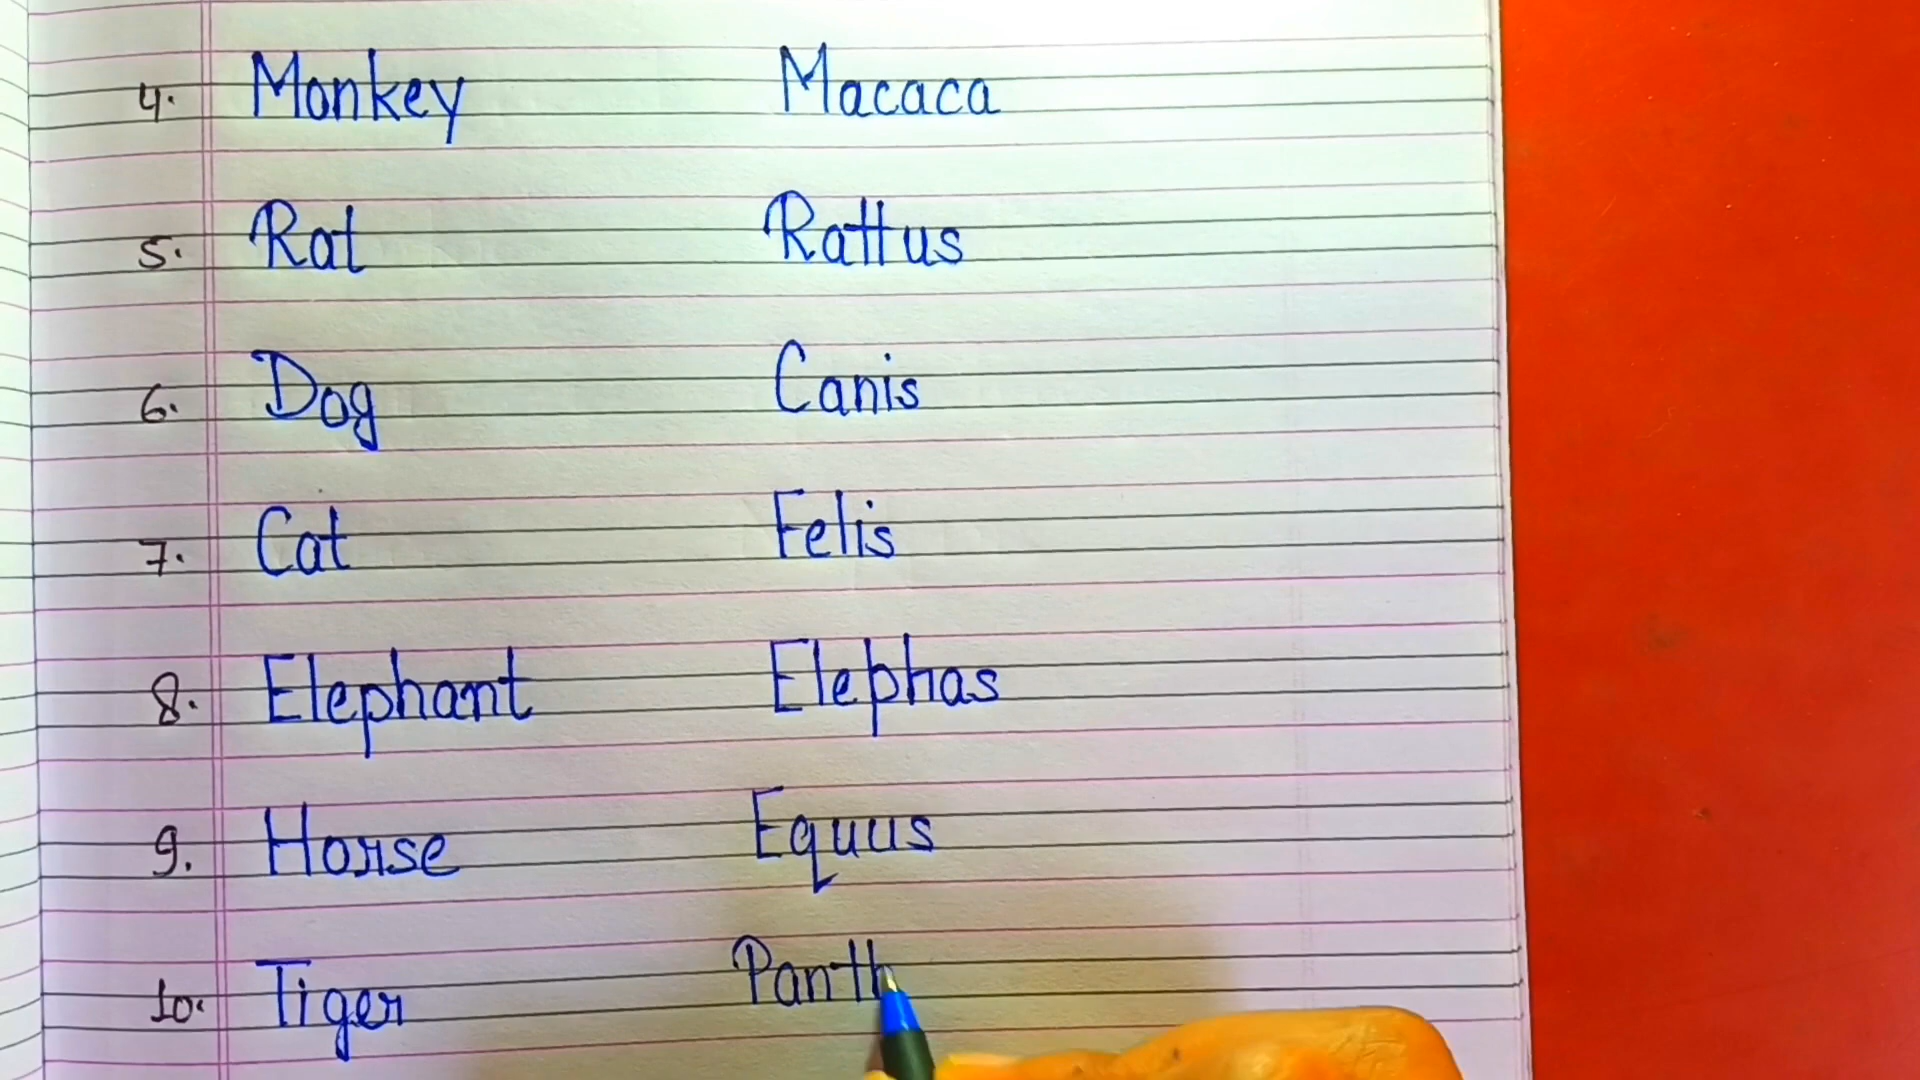 4. Monkey Macaca
5. Rat Rattus
6. Dog Canis
7. Cat Felis
8. Elephant Elephas
9. Horse Equus
10. Tiger Panth